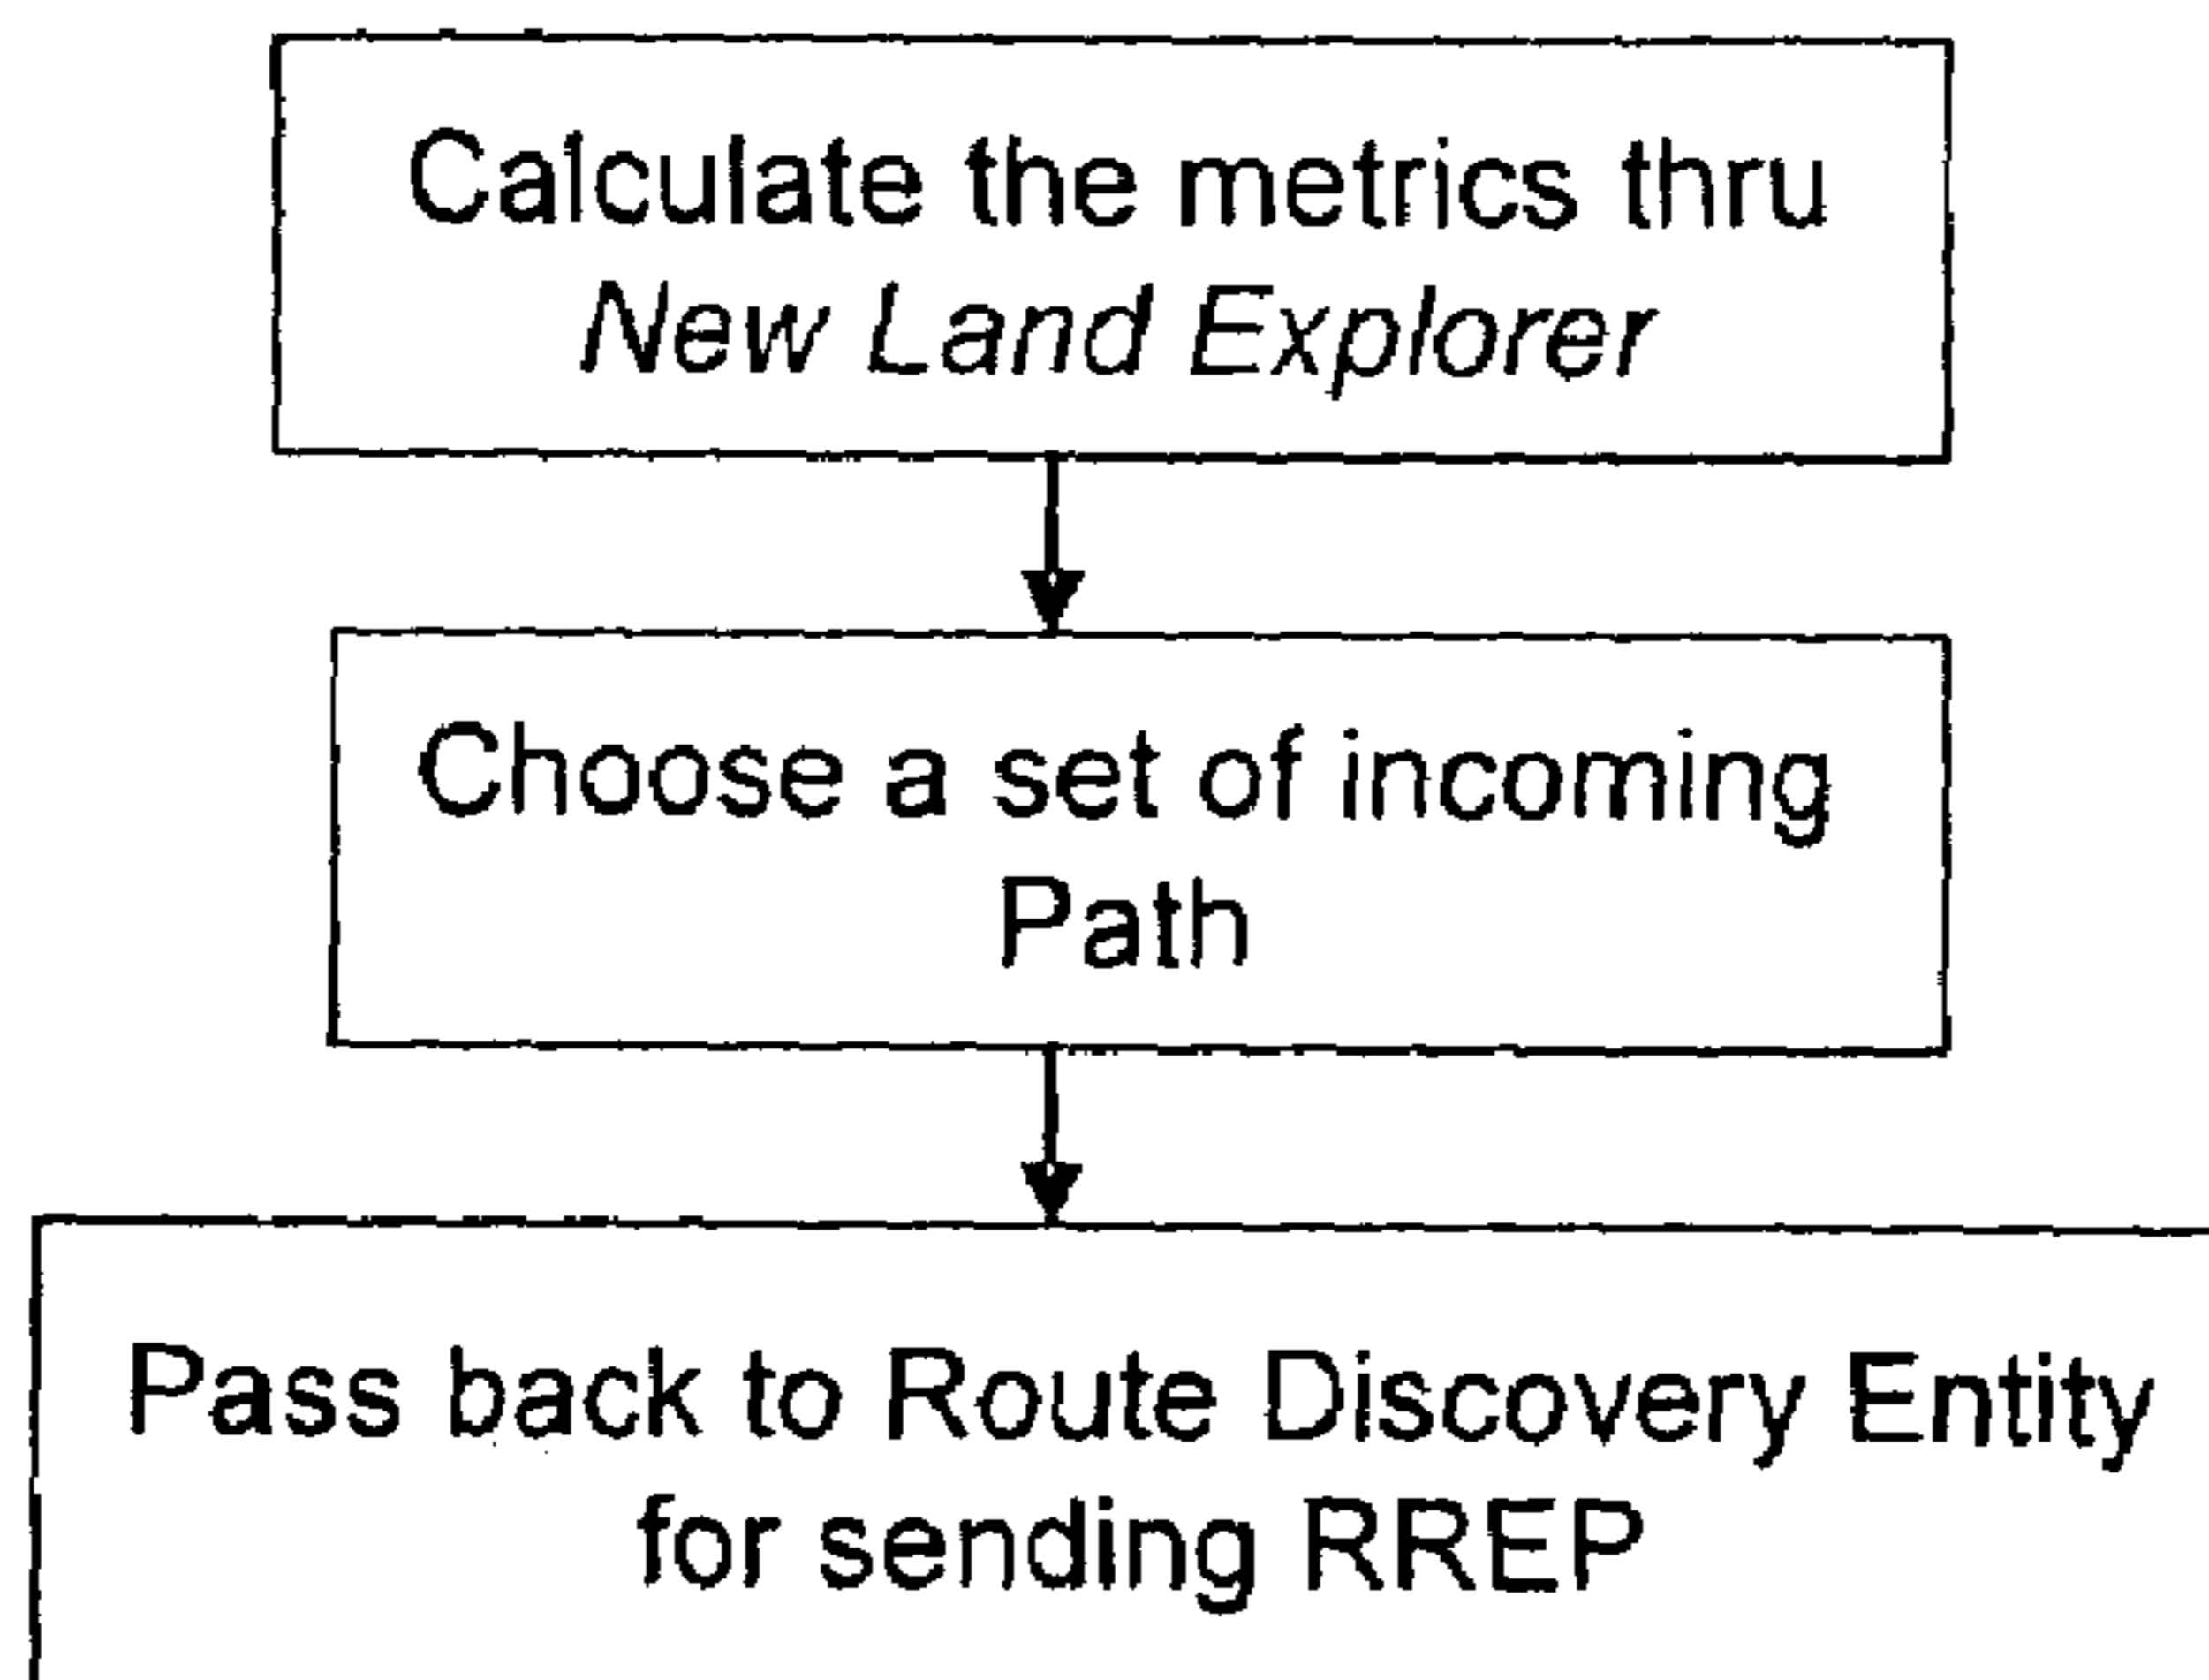 Calculate the metrics thru
New Land Explorer
Choose a set of incoming
Path
Pass back to Route Discovery Entity
for sending RREP